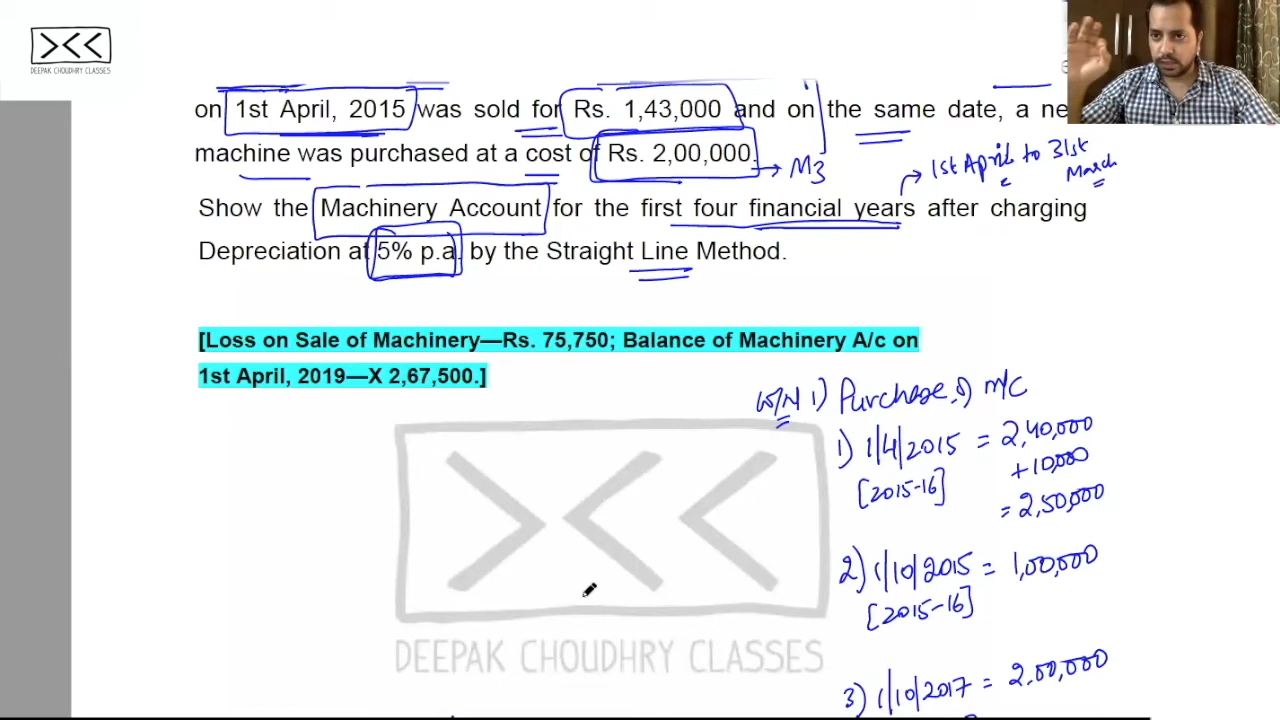 DEEPAK CHOUDHRY CLASSES
on 1st April, 2015 was sold for Rs. 1,43,000 and on the same date, a ne
machine was purchased at a cost of Rs. 2,00,000.
→ M3
1st April to 31st March
Show the Machinery Account for the first four financial years after charging
Depreciation at 5% p.a. by the Straight Line Method.
[Loss on Sale of Machinery—Rs. 75,750; Balance of Machinery A/c on
1st April, 2019—X 2,67,500.]
W/N 1) Purchase of M/C
1) 1/4/2015 = 2,40,000
+10,000
[2015-16]
= 2,50,000
2) 1/10/2015 = 1,00,000
[2015-16]
DEEPAK CHOUDHRY CLASSES
3) 1/10/2017 = 2,00,000